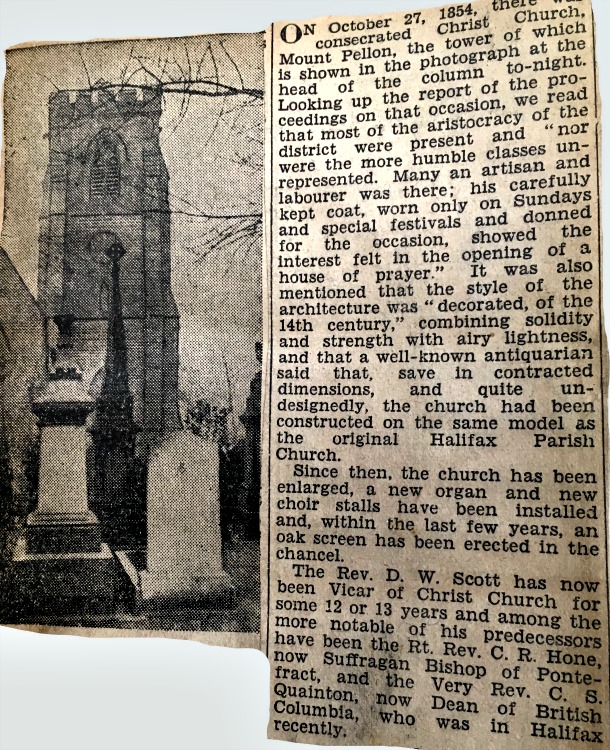 ON October 27, 1854, there was
consecrated Christ Church,
Mount Pellon, the tower of which
is shown in the photograph at the
head of the column to-night.
Looking up the report of the pro-
ceedings on that occasion, we read
that most of the aristocracy of the
district were present and "nor
were the more humble classes un-
represented. Many an artisan and
labourer was there; his carefully
kept coat, worn only on Sundays
and special festivals and donned
for the occasion, showed the
interest felt in the opening of a
house of prayer." It was also
mentioned that the style of the
architecture was "decorated, of the
14th century," combining solidity
and strength with airy lightness,
and that a well-known antiquarian
said that, save in contracted
dimensions, and quite un-
designedly, the church had been
constructed on the same model as
the original Halifax Parish
Church.
Since then, the church has been
enlarged, a new organ and new
choir stalls have been installed
and, within the last few years, an
oak screen has been erected in the
chancel.
The Rev. D. W. Scott has now
been Vicar of Christ Church for
some 12 or 13 years and among the
more notable of his predecessors
have been the Rt. Rev. C. R. Hone,
now Suffragan Bishop of Ponte-
fract, and the Very Rev. C. S.
Quainton, now Dean of British
Columbia, who was in Halifax
recently.